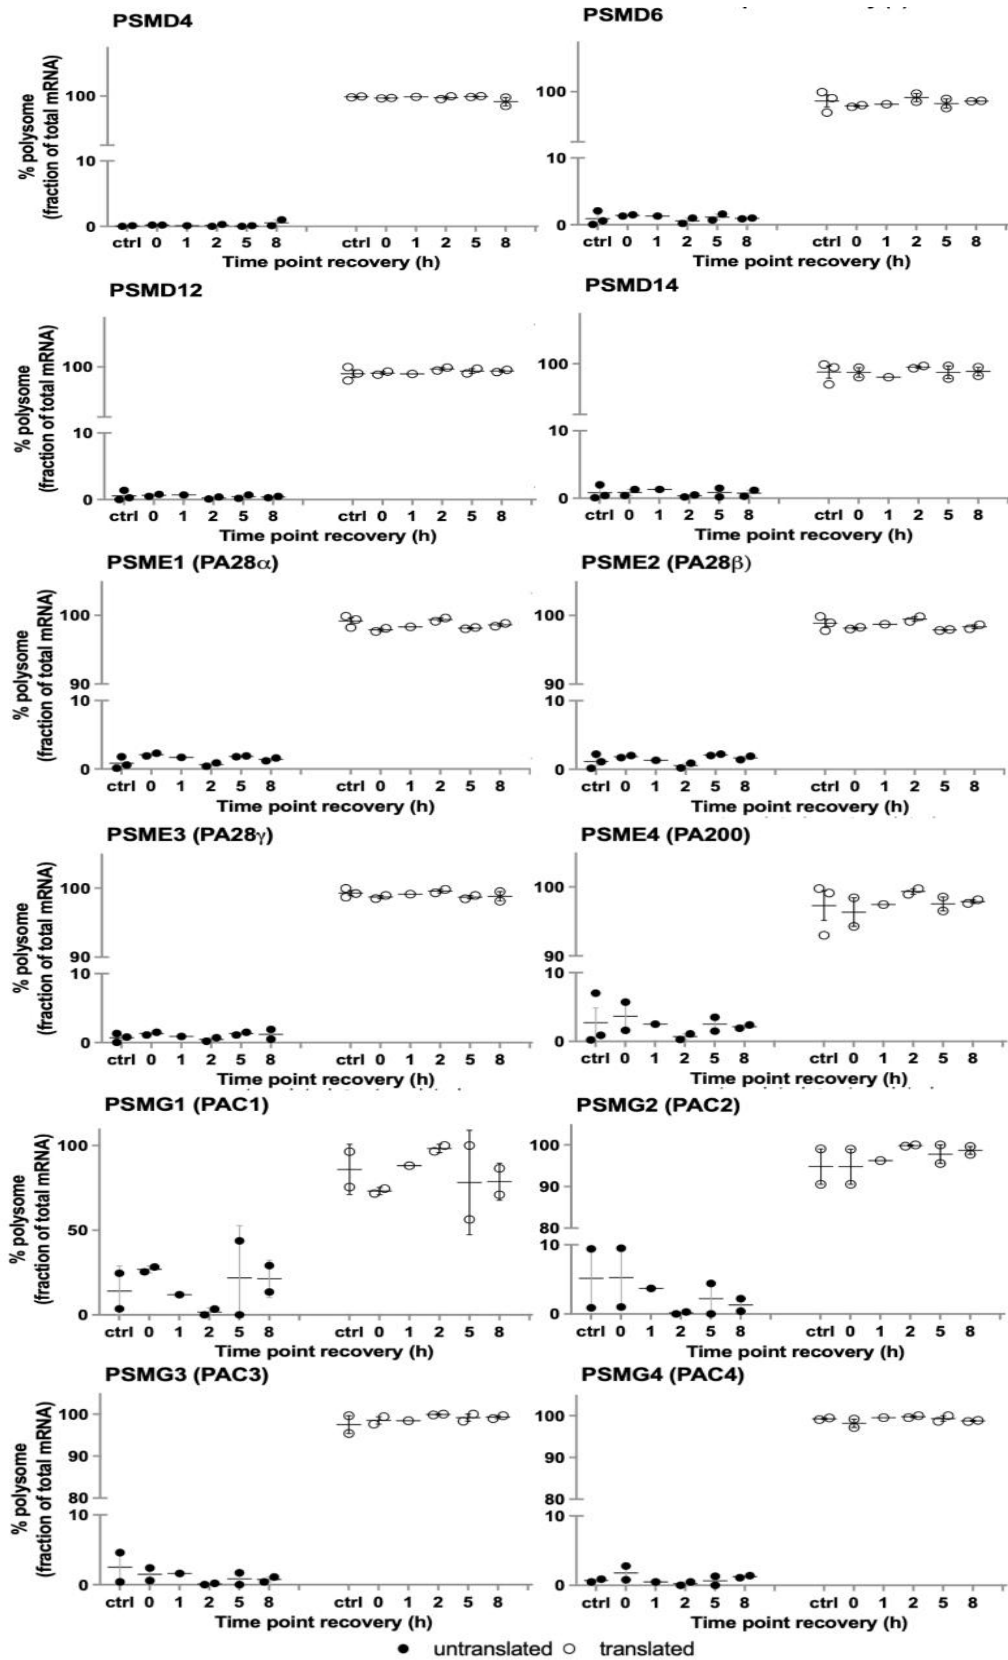 PSMD4 PSMD6
% polysome
(fraction of total mRNA)
100 100
10 10
0 0
ctrl 0 1 2 5 8 ctrl 0 1 2 5 8 ctrl 0 1 2 5 8 ctrl 0 1 2 5 8
Time point recovery (h) Time point recovery (h)
PSMD12 PSMD14
% polysome
(fraction of total mRNA)
100 100
10 10
0 0
ctrl 0 1 2 5 8 ctrl 0 1 2 5 8 ctrl 0 1 2 5 8 ctrl 0 1 2 5 8
Time point recovery (h) Time point recovery (h)
PSME1 (PA28α) PSME2 (PA28β)
% polysome
(fraction of total mRNA)
100 100
90 90
10 10
0 0
ctrl 0 1 2 5 8 ctrl 0 1 2 5 8 ctrl 0 1 2 5 8 ctrl 0 1 2 5 8
Time point recovery (h) Time point recovery (h)
PSME3 (PA28γ) PSME4 (PA200)
% polysome
(fraction of total mRNA)
100 100
90 90
10 10
0 0
ctrl 0 1 2 5 8 ctrl 0 1 2 5 8 ctrl 0 1 2 5 8 ctrl 0 1 2 5 8
Time point recovery (h) Time point recovery (h)
PSMG1 (PAC1) PSMG2 (PAC2)
% polysome
(fraction of total mRNA)
100 100
90
50 80
10
0 0
ctrl 0 1 2 5 8 ctrl 0 1 2 5 8 ctrl 0 1 2 5 8 ctrl 0 1 2 5 8
Time point recovery (h) Time point recovery (h)
PSMG3 (PAC3) PSMG4 (PAC4)
% polysome
(fraction of total mRNA)
100 100
90 90
80 80
10 10
0 0
ctrl 0 1 2 5 8 ctrl 0 1 2 5 8 ctrl 0 1 2 5 8 ctrl 0 1 2 5 8
Time point recovery (h) Time point recovery (h)
untranslated translated